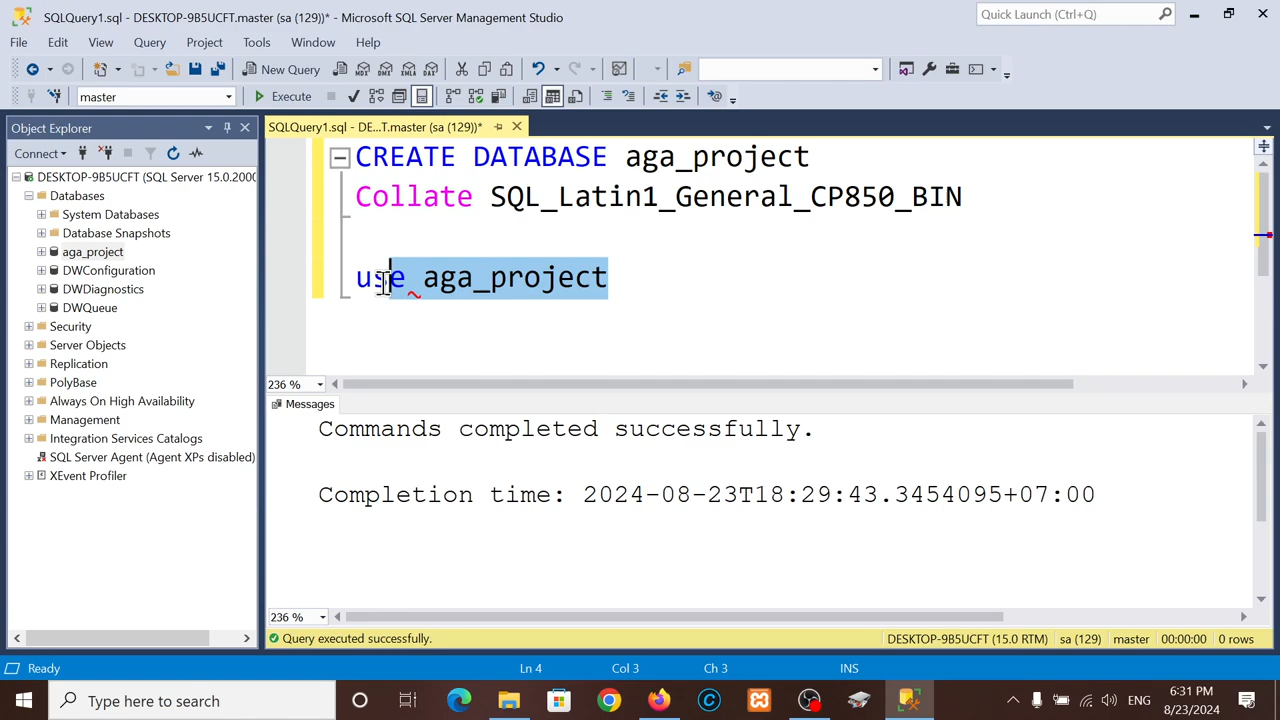 SQLQuery1.sql - DESKTOP-9B5UCFT.master (sa (129))* - Microsoft SQL Server Management Studio
Quick Launch (Ctrl+Q)
File Edit View Query Project Tools Window Help
New Query
MDX DMX XMLA DAX
master
Execute
Object Explorer
SQLQuery1.sql - DE...T.master (sa (129))*
Connect
DESKTOP-9B5UCFT (SQL Server 15.0.2000
Databases
System Databases
Database Snapshots
aga_project
DWConfiguration
DWDiagnostics
DWQueue
Security
Server Objects
Replication
PolyBase
Always On High Availability
Management
Integration Services Catalogs
SQL Server Agent (Agent XPs disabled)
XEvent Profiler
CREATE DATABASE aga_project
Collate SQL_Latin1_General_CP850_BIN
use aga_project
236 %
Messages
Commands completed successfully.
Completion time: 2024-08-23T18:29:43.3454095+07:00
236 %
Query executed successfully.
DESKTOP-9B5UCFT (15.0 RTM) sa (129) master 00:00:00 0 rows
Ready Ln 4 Col 3 Ch 3 INS
Type here to search
ENG
6:31 PM
8/23/2024